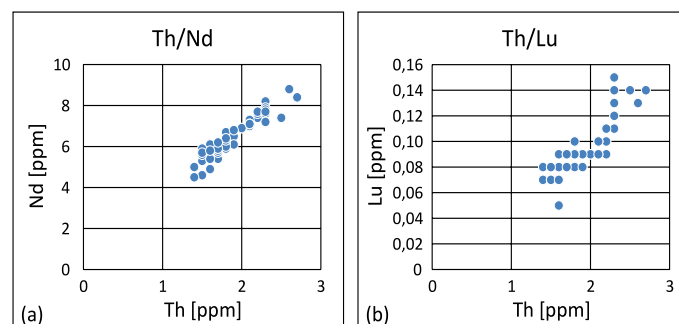 Th/Nd
10
8
6
4
2
0
0
1
2
3
Nd [ppm]
Th [ppm]
(a)
Th/Lu
0,16
0,14
0,12
0,10
0,08
0,06
0,04
0,02
0
0
1
2
3
Lu [ppm]
Th [ppm]
(b)